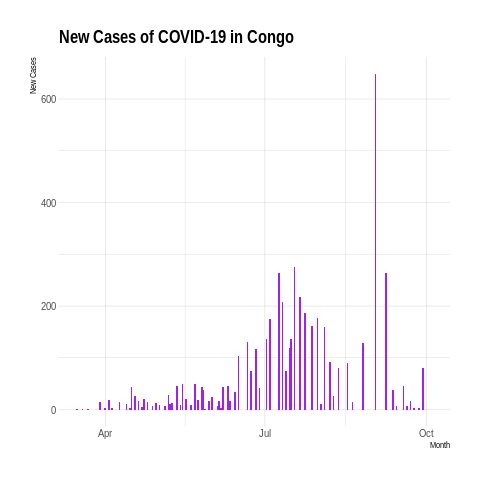 New Cases of COVID-19 in Congo
New Cases
600
400
200
0
Apr
Jul
Oct
Month